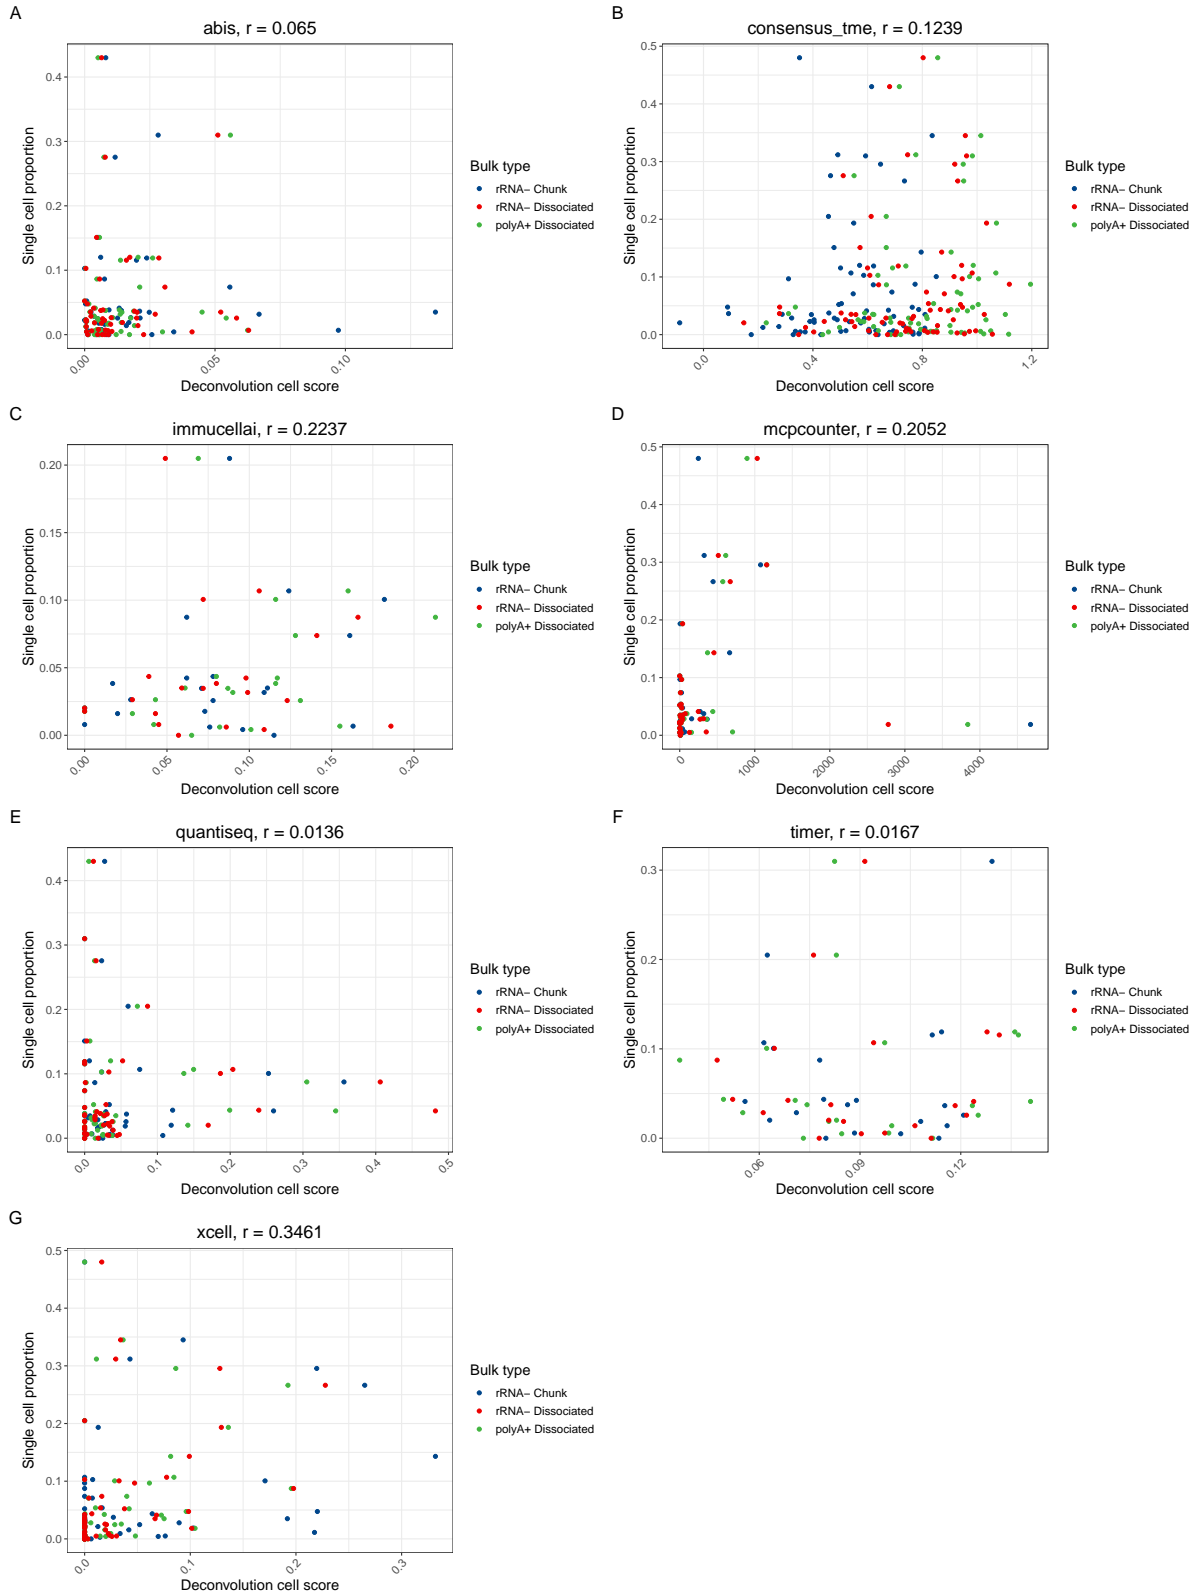 A
abis, r = 0.065
Single cell proportion
0.4
0.3
0.2
0.1
0.0
0.00
0.05
0.10
Deconvolution cell score
Bulk type
rRNA− Chunk
rRNA− Dissociated
polyA+ Dissociated
B
consensus_tme, r = 0.1239
Single cell proportion
0.5
0.4
0.3
0.2
0.1
0.0
0.0
0.4
0.8
1.2
Deconvolution cell score
Bulk type
rRNA− Chunk
rRNA− Dissociated
polyA+ Dissociated
C
immucellai, r = 0.2237
Single cell proportion
0.20
0.15
0.10
0.05
0.00
0.00
0.05
0.10
0.15
0.20
Deconvolution cell score
Bulk type
rRNA− Chunk
rRNA− Dissociated
polyA+ Dissociated
D
mcpcounter, r = 0.2052
Single cell proportion
0.5
0.4
0.3
0.2
0.1
0.0
0
1000
2000
3000
4000
Deconvolution cell score
Bulk type
rRNA− Chunk
rRNA− Dissociated
polyA+ Dissociated
E
quantiseq, r = 0.0136
Single cell proportion
0.4
0.3
0.2
0.1
0.0
0.0
0.1
0.2
0.3
0.4
0.5
Deconvolution cell score
Bulk type
rRNA− Chunk
rRNA− Dissociated
polyA+ Dissociated
F
timer, r = 0.0167
Single cell proportion
0.3
0.2
0.1
0.0
0.06
0.09
0.12
Deconvolution cell score
Bulk type
rRNA− Chunk
rRNA− Dissociated
polyA+ Dissociated
G
xcell, r = 0.3461
Single cell proportion
0.5
0.4
0.3
0.2
0.1
0.0
0.0
0.1
0.2
0.3
Deconvolution cell score
Bulk type
rRNA− Chunk
rRNA− Dissociated
polyA+ Dissociated